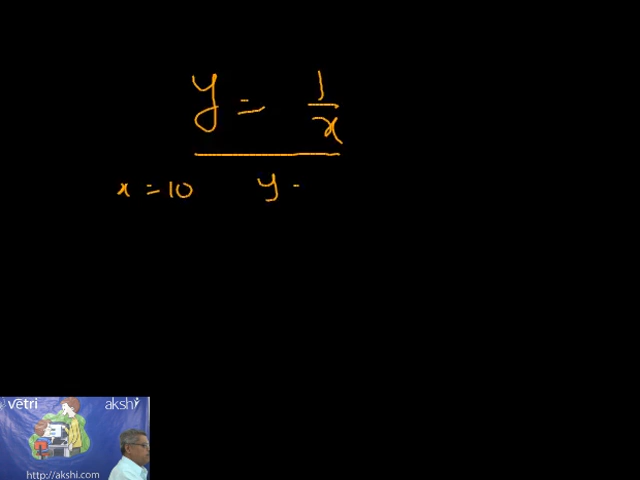 y = 1/x
x = 10 y -
vetri akshi
http://akshi.com